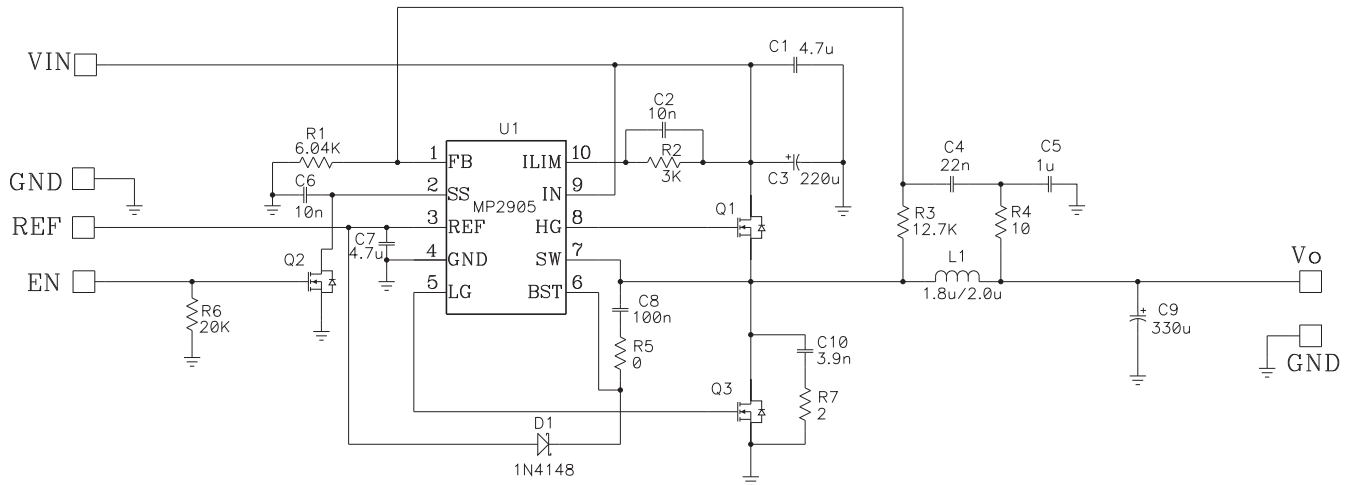 C1 4.7u
VIN
C2
10n
U1
R1
6.04K
1 FB
ILIM 10
R2
3K
C3 220u
C4
22n
C5
1u
GND
C6
10n
2 SS
IN 9
MP2905
Q1
R3
12.7K
R4
10
REF
3 REF
HG 8
C7
4.7u
Q2
4 GND
SW 7
L1
1.8u/2.0u
Vo
EN
5 LG
BST 6
R6
20K
C8
100n
C9
330u
R5
0
C10
3.9n
GND
Q3
R7
2
D1
1N4148